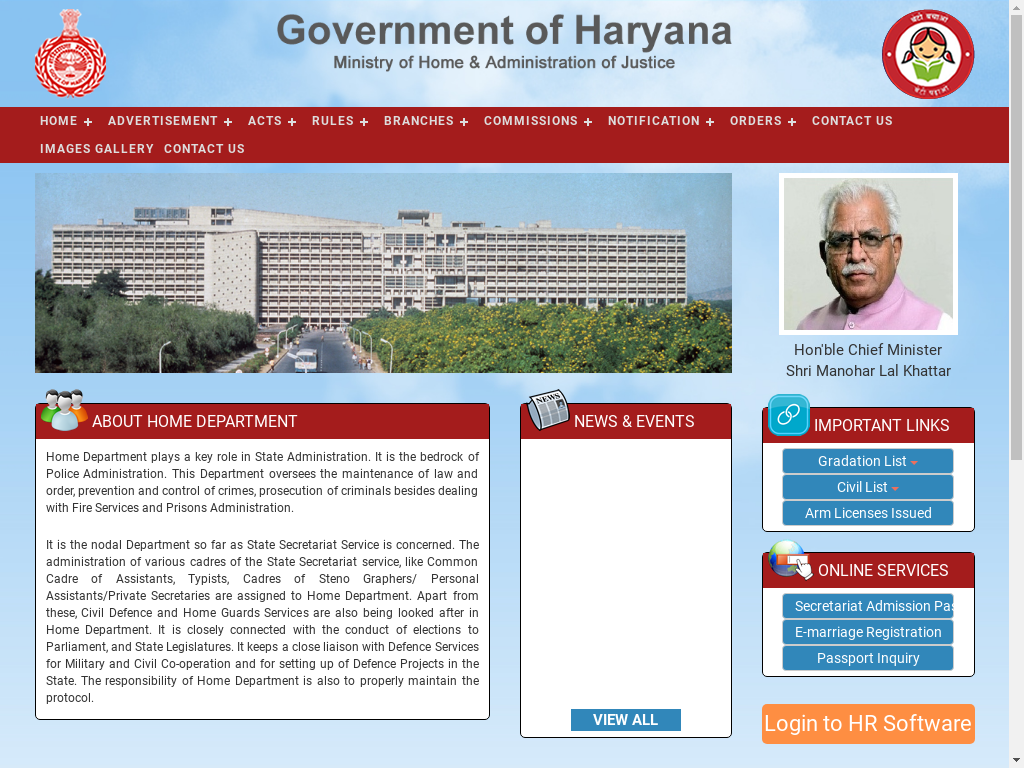 Government of Haryana
Ministry of Home & Administration of Justice
HOME ADVERTISEMENT ACTS RULES BRANCHES COMMISSIONS NOTIFICATION ORDERS CONTACT US
IMAGES GALLERY CONTACT US
Hon'ble Chief Minister
Shri Manohar Lal Khattar
ABOUT HOME DEPARTMENT
Home Department plays a key role in State Administration. It is the bedrock of
Police Administration. This Department oversees the maintenance of law and
order, prevention and control of crimes, prosecution of criminals besides dealing
with Fire Services and Prisons Administration.
It is the nodal Department so far as State Secretariat Service is concerned. The
administration of various cadres of the State Secretariat service, like Common
Cadre of Assistants, Typists, Cadres of Steno Graphers/ Personal
Assistants/Private Secretaries are assigned to Home Department. Apart from
these, Civil Defence and Home Guards Services are also being looked after in
Home Department. It is closely connected with the conduct of elections to
Parliament, and State Legislatures. It keeps a close liaison with Defence Services
for Military and Civil Co-operation and for setting up of Defence Projects in the
State. The responsibility of Home Department is also to properly maintain the
protocol.
NEWS
NEWS & EVENTS
VIEW ALL
IMPORTANT LINKS
Gradation List
Civil List
Arm Licenses Issued
ONLINE SERVICES
Secretariat Admission Pas
E-marriage Registration
Passport Inquiry
Login to HR Software